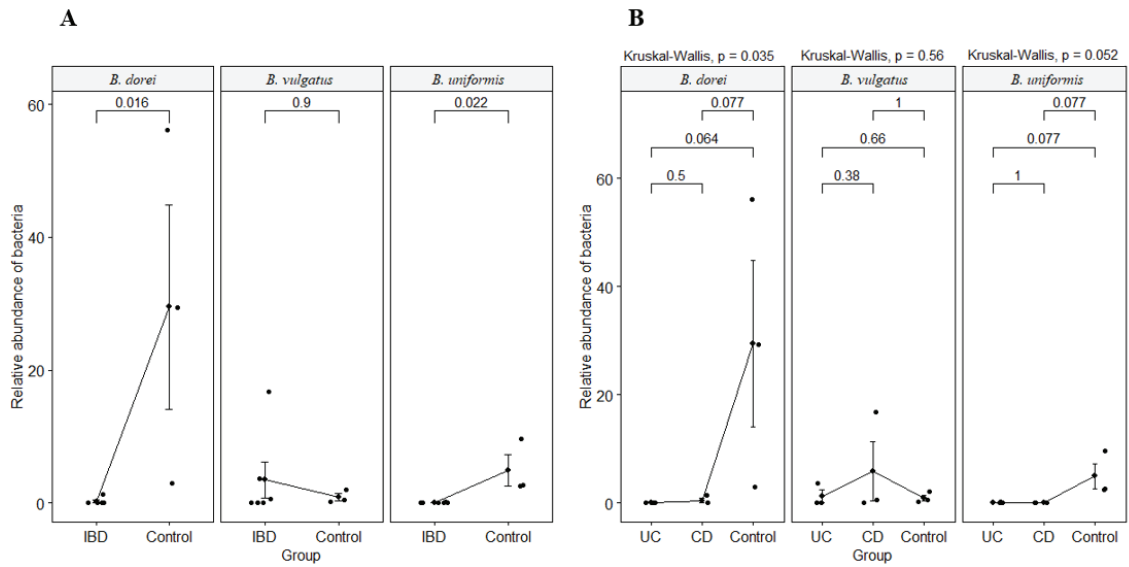 A
B. dorei
B. vulgatus
B. uniformis
0.016
0.9
0.022
60
40
20
0
Relative abundance of bacteria
IBD Control
IBD Control
IBD Control
Group
B
Kruskal-Wallis, p = 0.035
Kruskal-Wallis, p = 0.56
Kruskal-Wallis, p = 0.052
B. dorei
B. vulgatus
B. uniformis
0.077
1
0.077
0.064
0.66
0.077
0.5
0.38
1
60
40
20
0
Relative abundance of bacteria
UC CD Control
UC CD Control
UC CD Control
Group